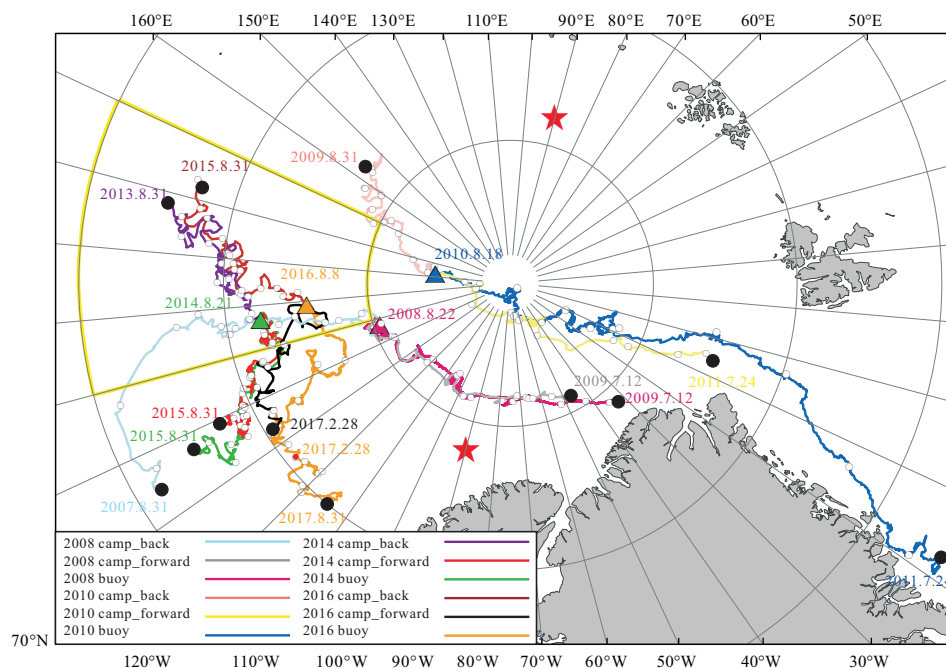 160°E 150°E 130°E 110°E 90°E 80°E 70°E 50°E
2009.8.31
2015.8.31
2013.8.31
2010.8.18
2016.8.8
2014.8.21
2008.8.22
2009.7.12
2011.7.24
2009.7.12
2015.8.31
2017.2.28
2015.8.31
2017.2.28
2007.8.31
2017.8.31
2008 camp_back 2014 camp_back
2008 camp_forward 2014 camp_forward
2008 buoy 2014 buoy
2010 camp_back 2016 camp_back
2010 camp_forward 2016 camp_forward
2010 buoy 2016 buoy
2011.7.24
70°N
120°W 110°W 100°W 90°W 80°W 70°W 60°W 50°W 40°W 30°W